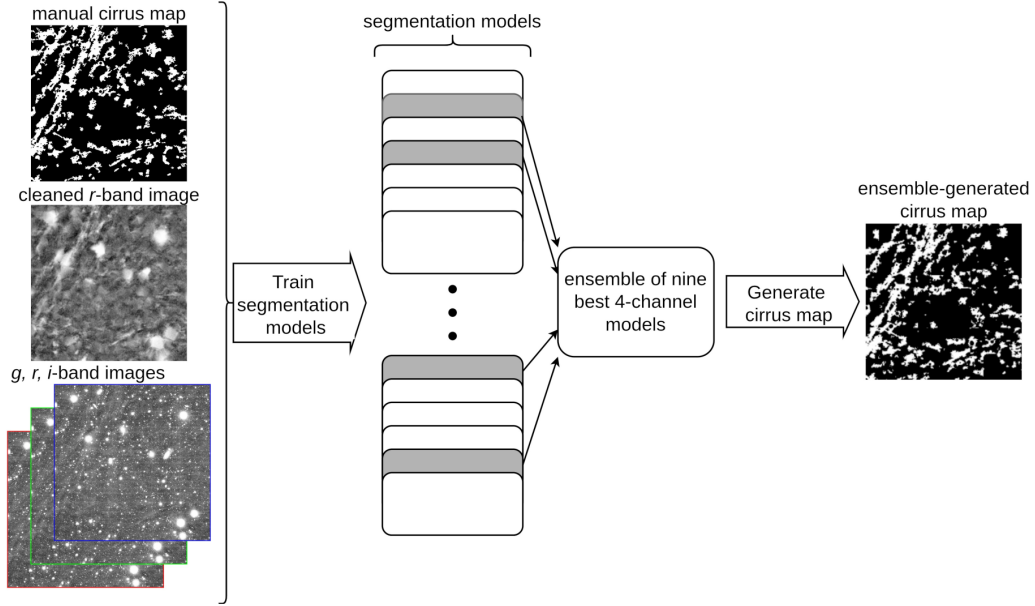 manual cirrus map
cleaned r-band image
g, r, i-band images
Train
segmentation
models
segmentation models
ensemble of nine
best 4-channel
models
Generate
cirrus map
ensemble-generated
cirrus map